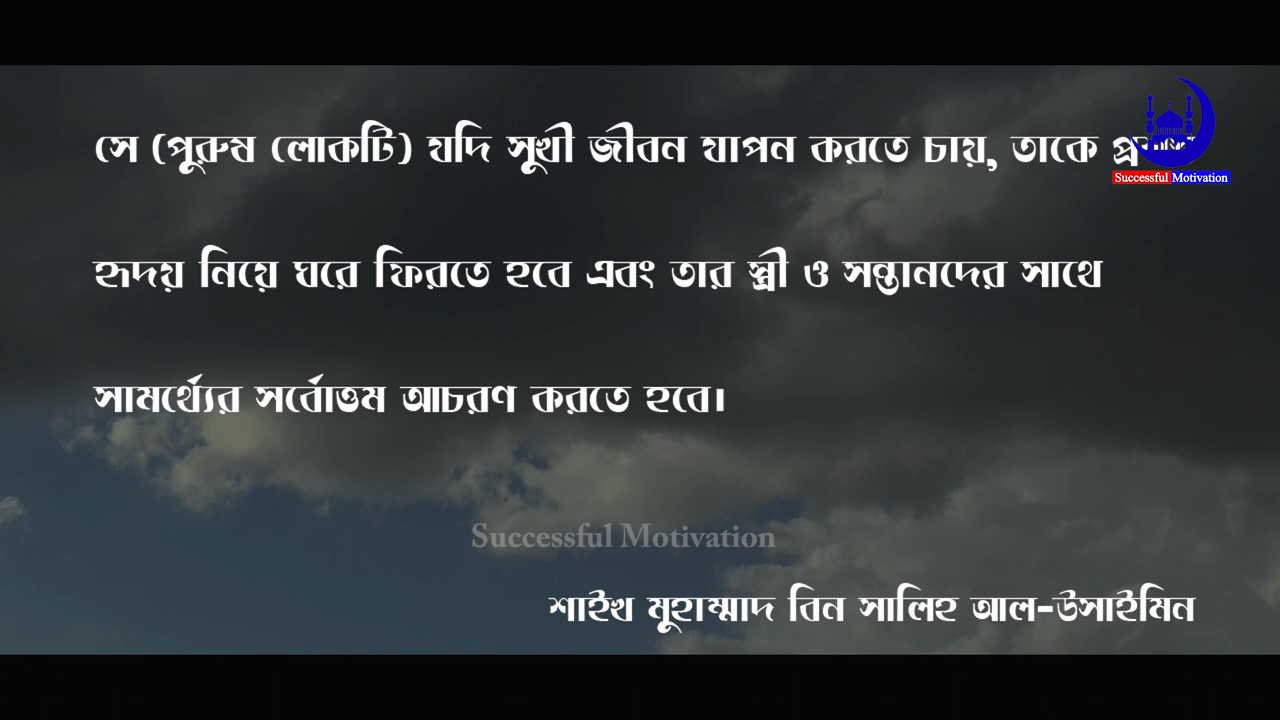 সে (পুরুষ লোকটি) যদি সুখী জীবন যাপন করতে চায়, তাকে
Successful Motivation
হৃদয় নিয়ে ঘরে ফিরতে হবে এবং তার স্ত্রী ও সন্তানদের সাথে
সামর্থ্যের সর্বোত্তম আচরণ করতে হবে।
Successful Motivation
শাইখ মুহাম্মাদ বিন সালিহ আল-উসাইমিন